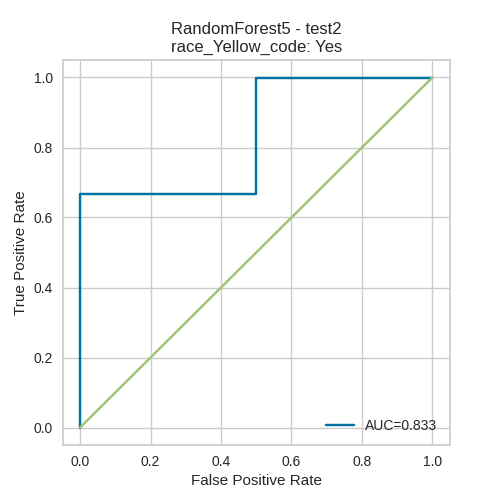 RandomForest5 - test2
race_Yellow_code: Yes
True Positive Rate
1.0
0.8
0.6
0.4
0.2
0.0
AUC=0.833
0.0 0.2 0.4 0.6 0.8 1.0
False Positive Rate